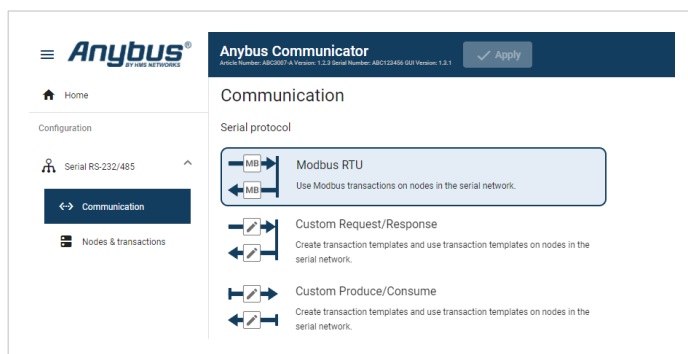 Anybus®
BY HMS NETWORKS
Anybus Communicator
Article Number: ABC3007-A Version: 1.2.3 Serial Number: ABC123456 GUI Version: 1.3.1
Apply
Home
Configuration
Serial RS-232/485
Communication
Nodes & transactions
Communication
Serial protocol
MB
MB
Modbus RTU
Use Modbus transactions on nodes in the serial network.
Custom Request/Response
Create transaction templates and use transaction templates on nodes in the
serial network.
Custom Produce/Consume
Create transaction templates and use transaction templates on nodes in the
serial network.